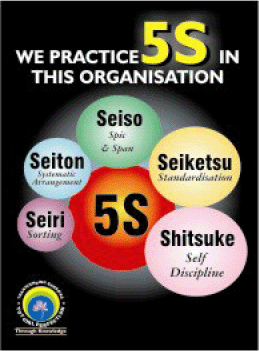 WE PRACTICE 5S IN
THIS ORGANISATION
Seiso
Spic
& Span
Seiton
Systematic
Arrangement
Seiketsu
Standardisation
Seiri
Sorting
5S
Shitsuke
Self
Discipline
Through Knowledge